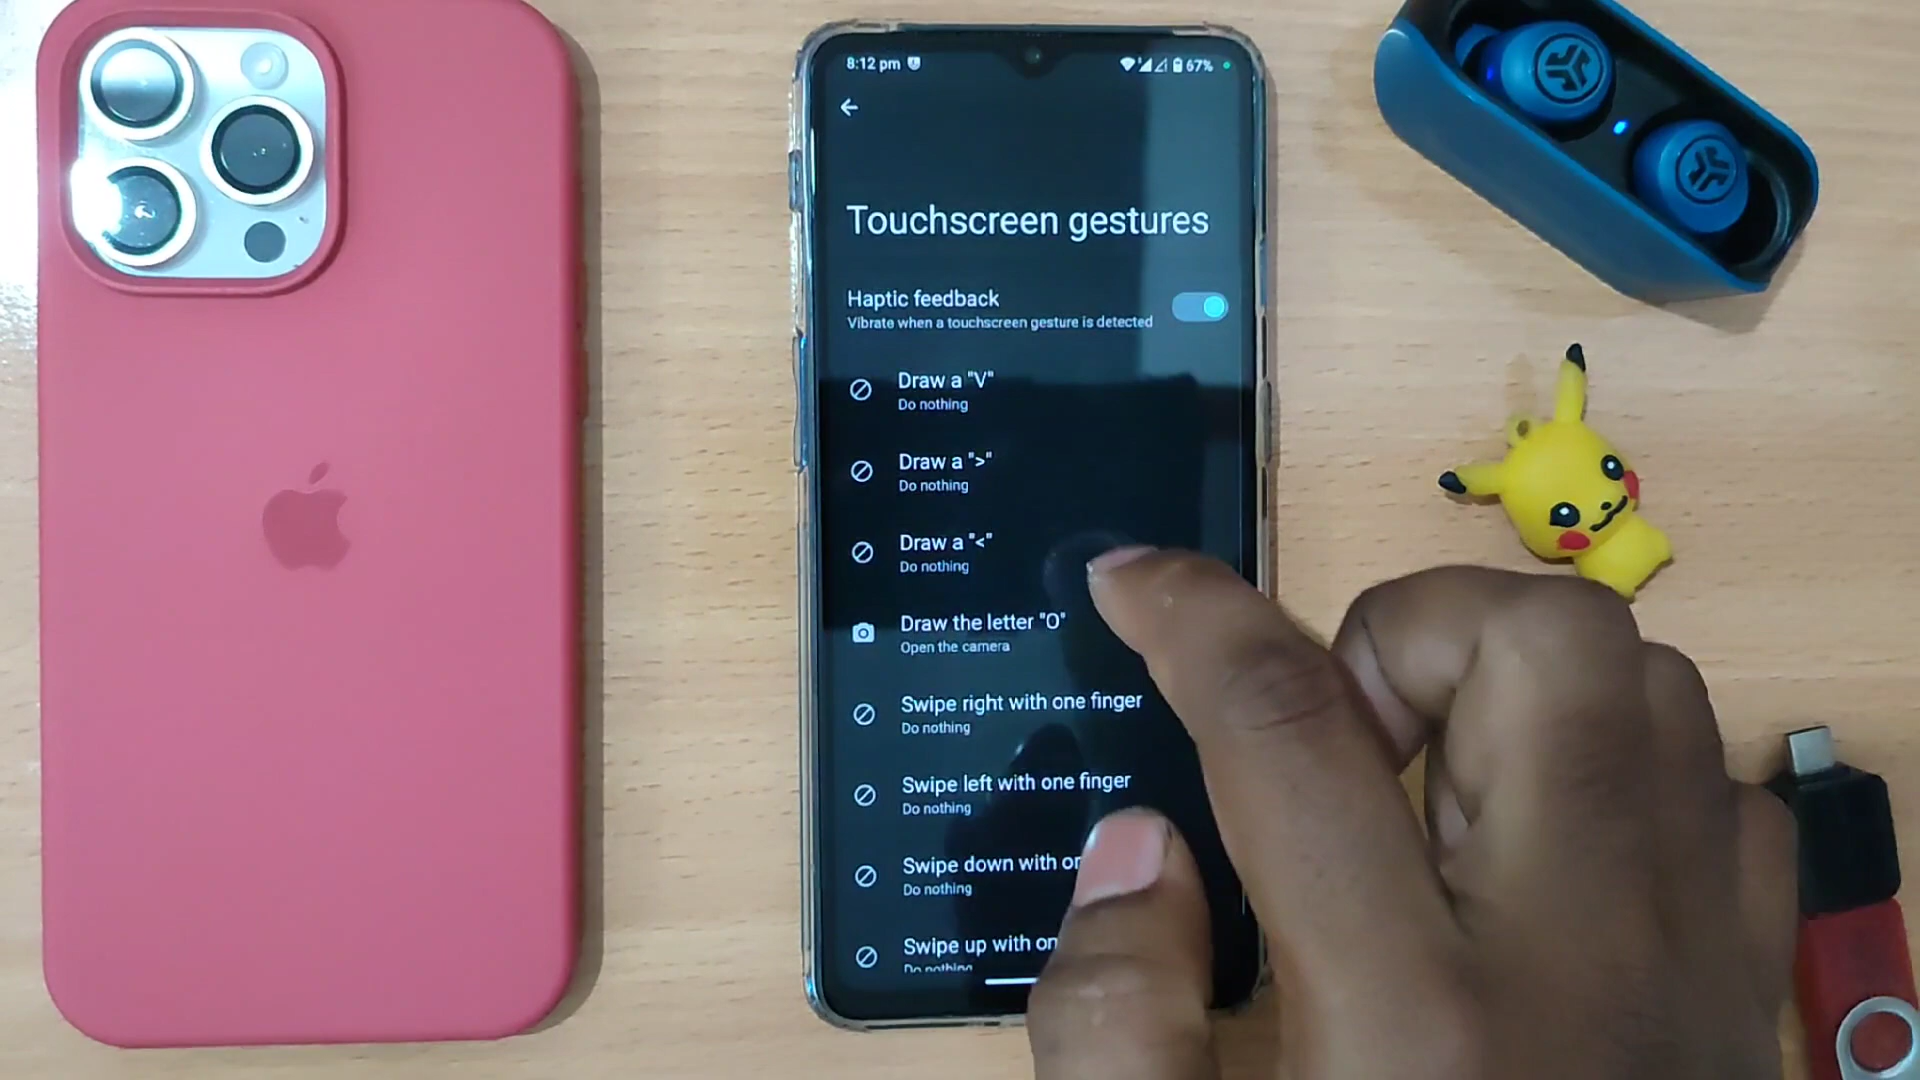 8:12 pm
67%
Touchscreen gestures
Haptic feedback
Vibrate when a touchscreen gesture is detected
Draw a "V"
Do nothing
Draw a ">"
Do nothing
Draw a "<"
Do nothing
Draw the letter "O"
Open the camera
Swipe right with one finger
Do nothing
Swipe left with one finger
Do nothing
Swipe down with
Do nothing
Swipe up with
Do nothing